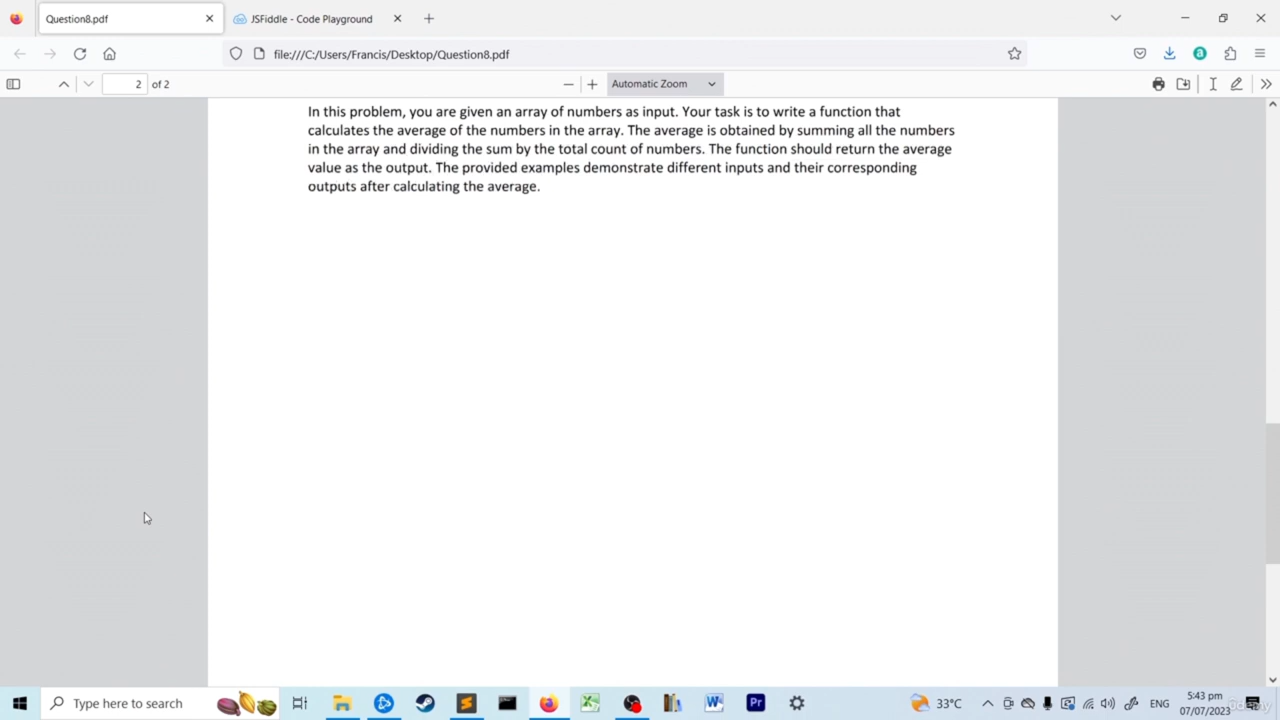 Question8.pdf
JSFiddle - Code Playground
file:///C:/Users/Francis/Desktop/Question8.pdf
2 of 2
Automatic Zoom
In this problem, you are given an array of numbers as input. Your task is to write a function that
calculates the average of the numbers in the array. The average is obtained by summing all the numbers
in the array and dividing the sum by the total count of numbers. The function should return the average
value as the output. The provided examples demonstrate different inputs and their corresponding
outputs after calculating the average.
Type here to search
33°C
ENG
5:43 pm
07/07/2023
Udemy